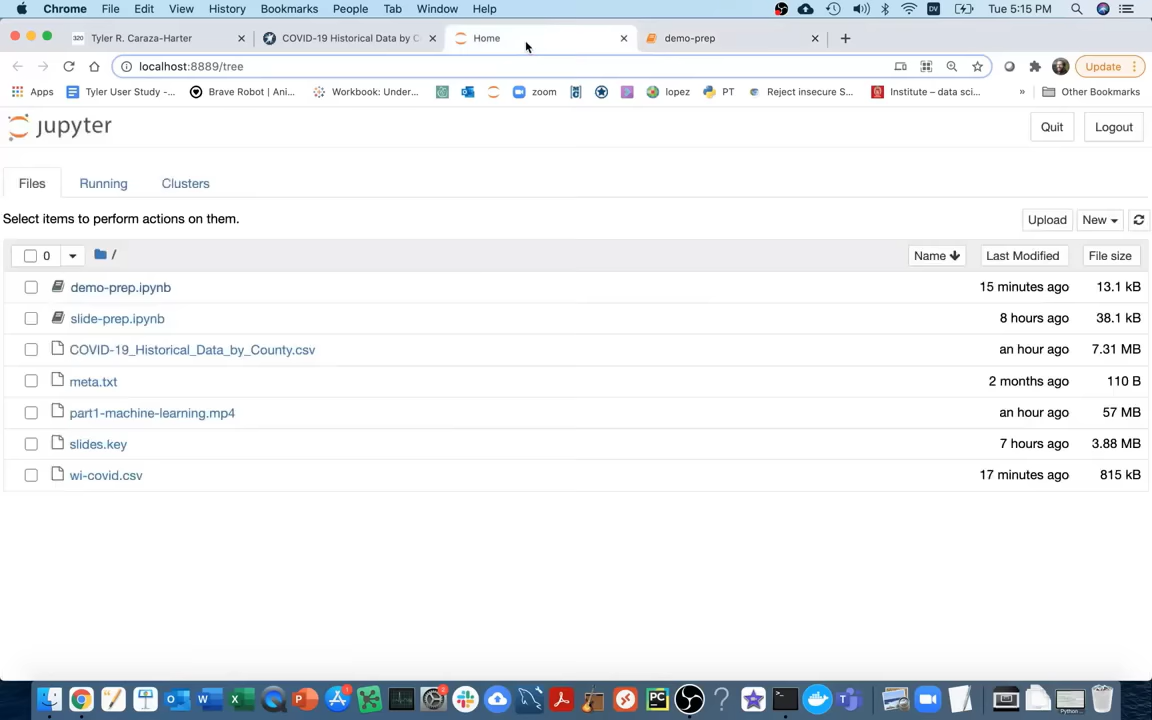 Chrome File Edit View History Bookmarks People Tab Window Help DV Tue 5:15 PM
320 Tyler R. Caraza-Harter COVID-19 Historical Data by C Home demo-prep
localhost:8889/tree Update
Apps Tyler User Study -... Brave Robot | Ani... Workbook: Under... zoom lopez PT Reject insecure S... Institute – data sci... » Other Bookmarks
jupyter Quit Logout
Files Running Clusters
Select items to perform actions on them. Upload New
0 / Name Last Modified File size
demo-prep.ipynb 15 minutes ago 13.1 kB
slide-prep.ipynb 8 hours ago 38.1 kB
COVID-19_Historical_Data_by_County.csv an hour ago 7.31 MB
meta.txt 2 months ago 110 B
part1-machine-learning.mp4 an hour ago 57 MB
slides.key 7 hours ago 3.88 MB
wi-covid.csv 17 minutes ago 815 kB